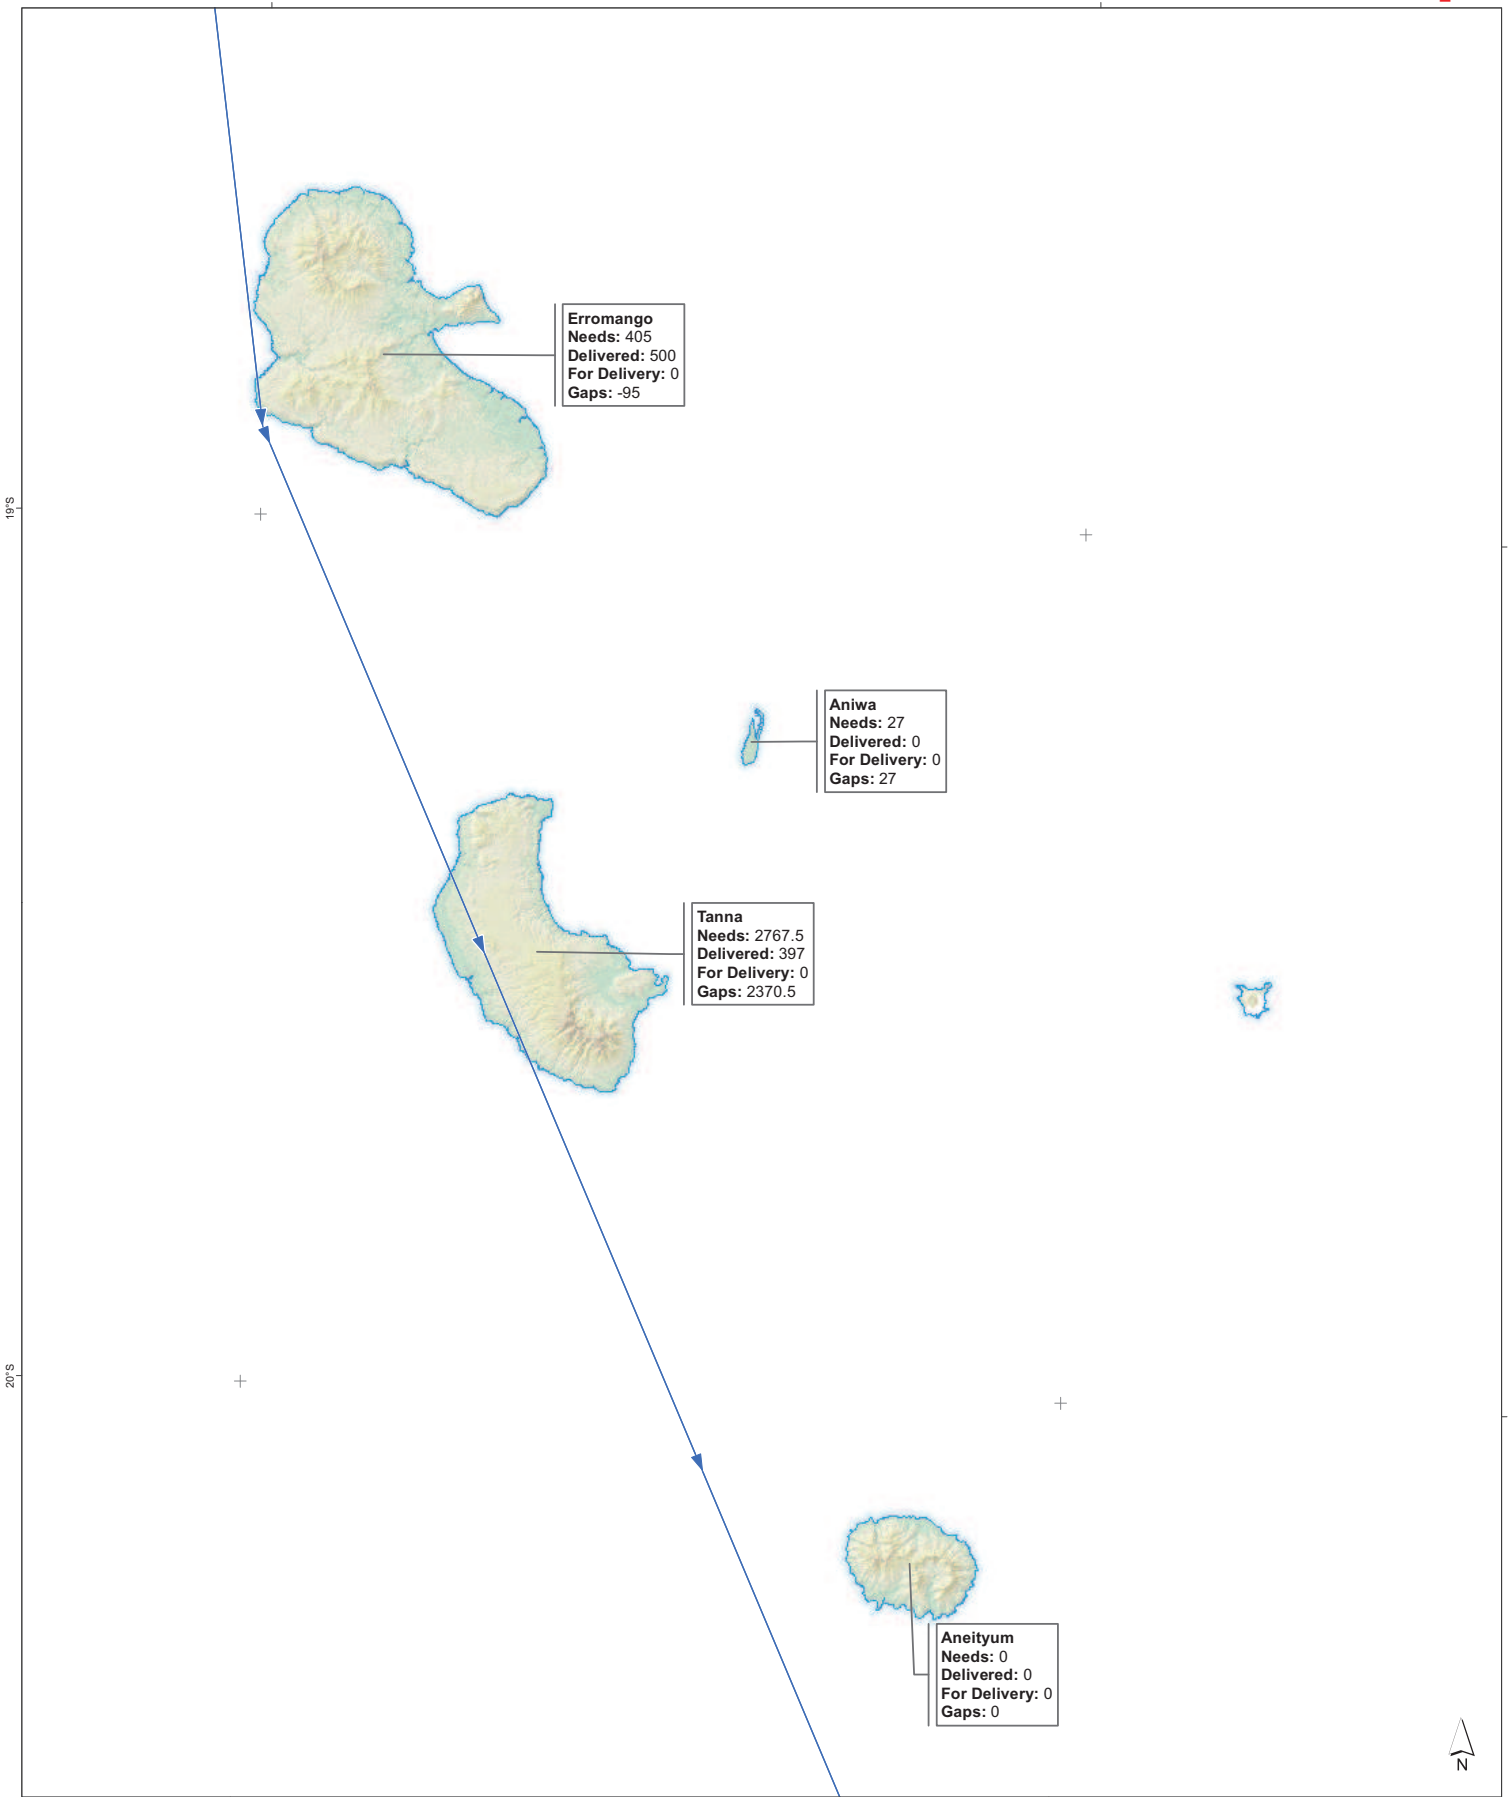 Erromango
Needs: 405
Delivered: 500
For Delivery: 0
Gaps: -95
19°S
Aniwa
Needs: 27
Delivered: 0
For Delivery: 0
Gaps: 27
Tanna
Needs: 2767.5
Delivered: 397
For Delivery: 0
Gaps: 2370.5
20°S
Aneityum
Needs: 0
Delivered: 0
For Delivery: 0
Gaps: 0
N